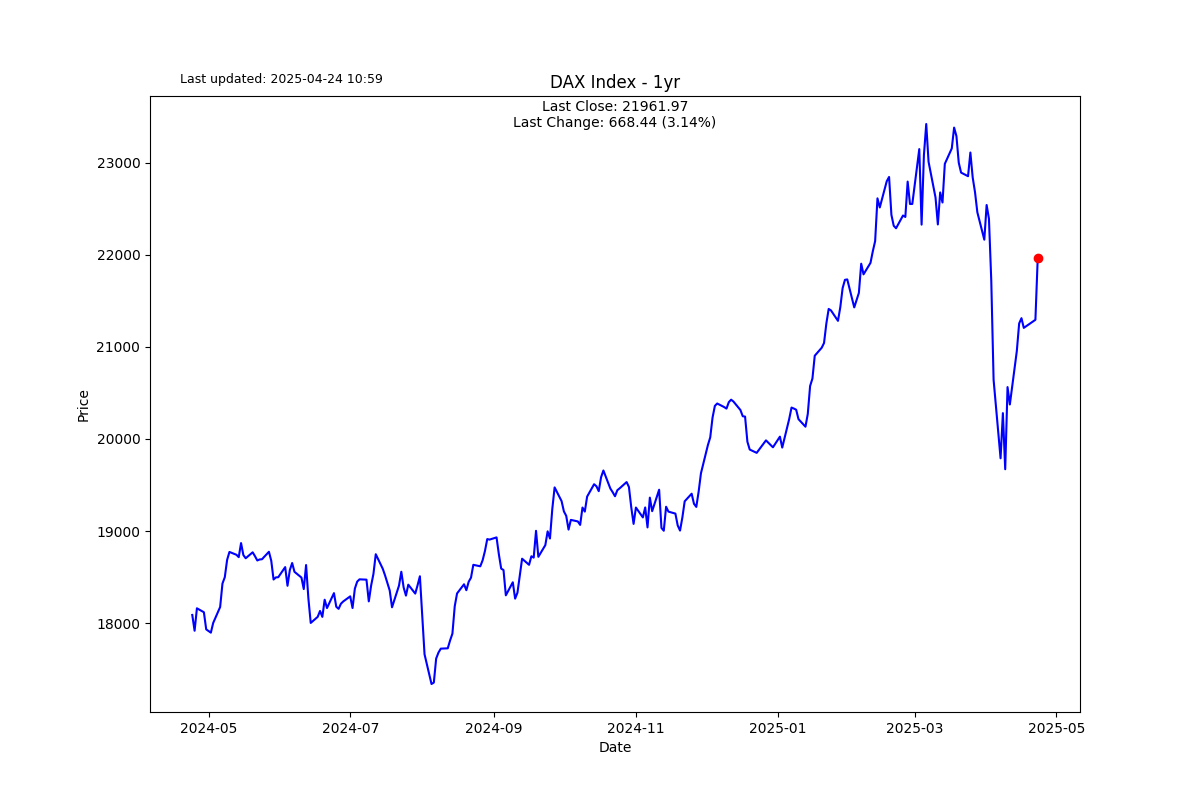 Last updated: 2025-04-24 10:59
DAX Index - 1yr
Last Close: 21961.97
Last Change: 668.44 (3.14%)
23000
22000
21000
20000
19000
18000
Price
2024-05
2024-07
2024-09
2024-11
2025-01
2025-03
2025-05
Date